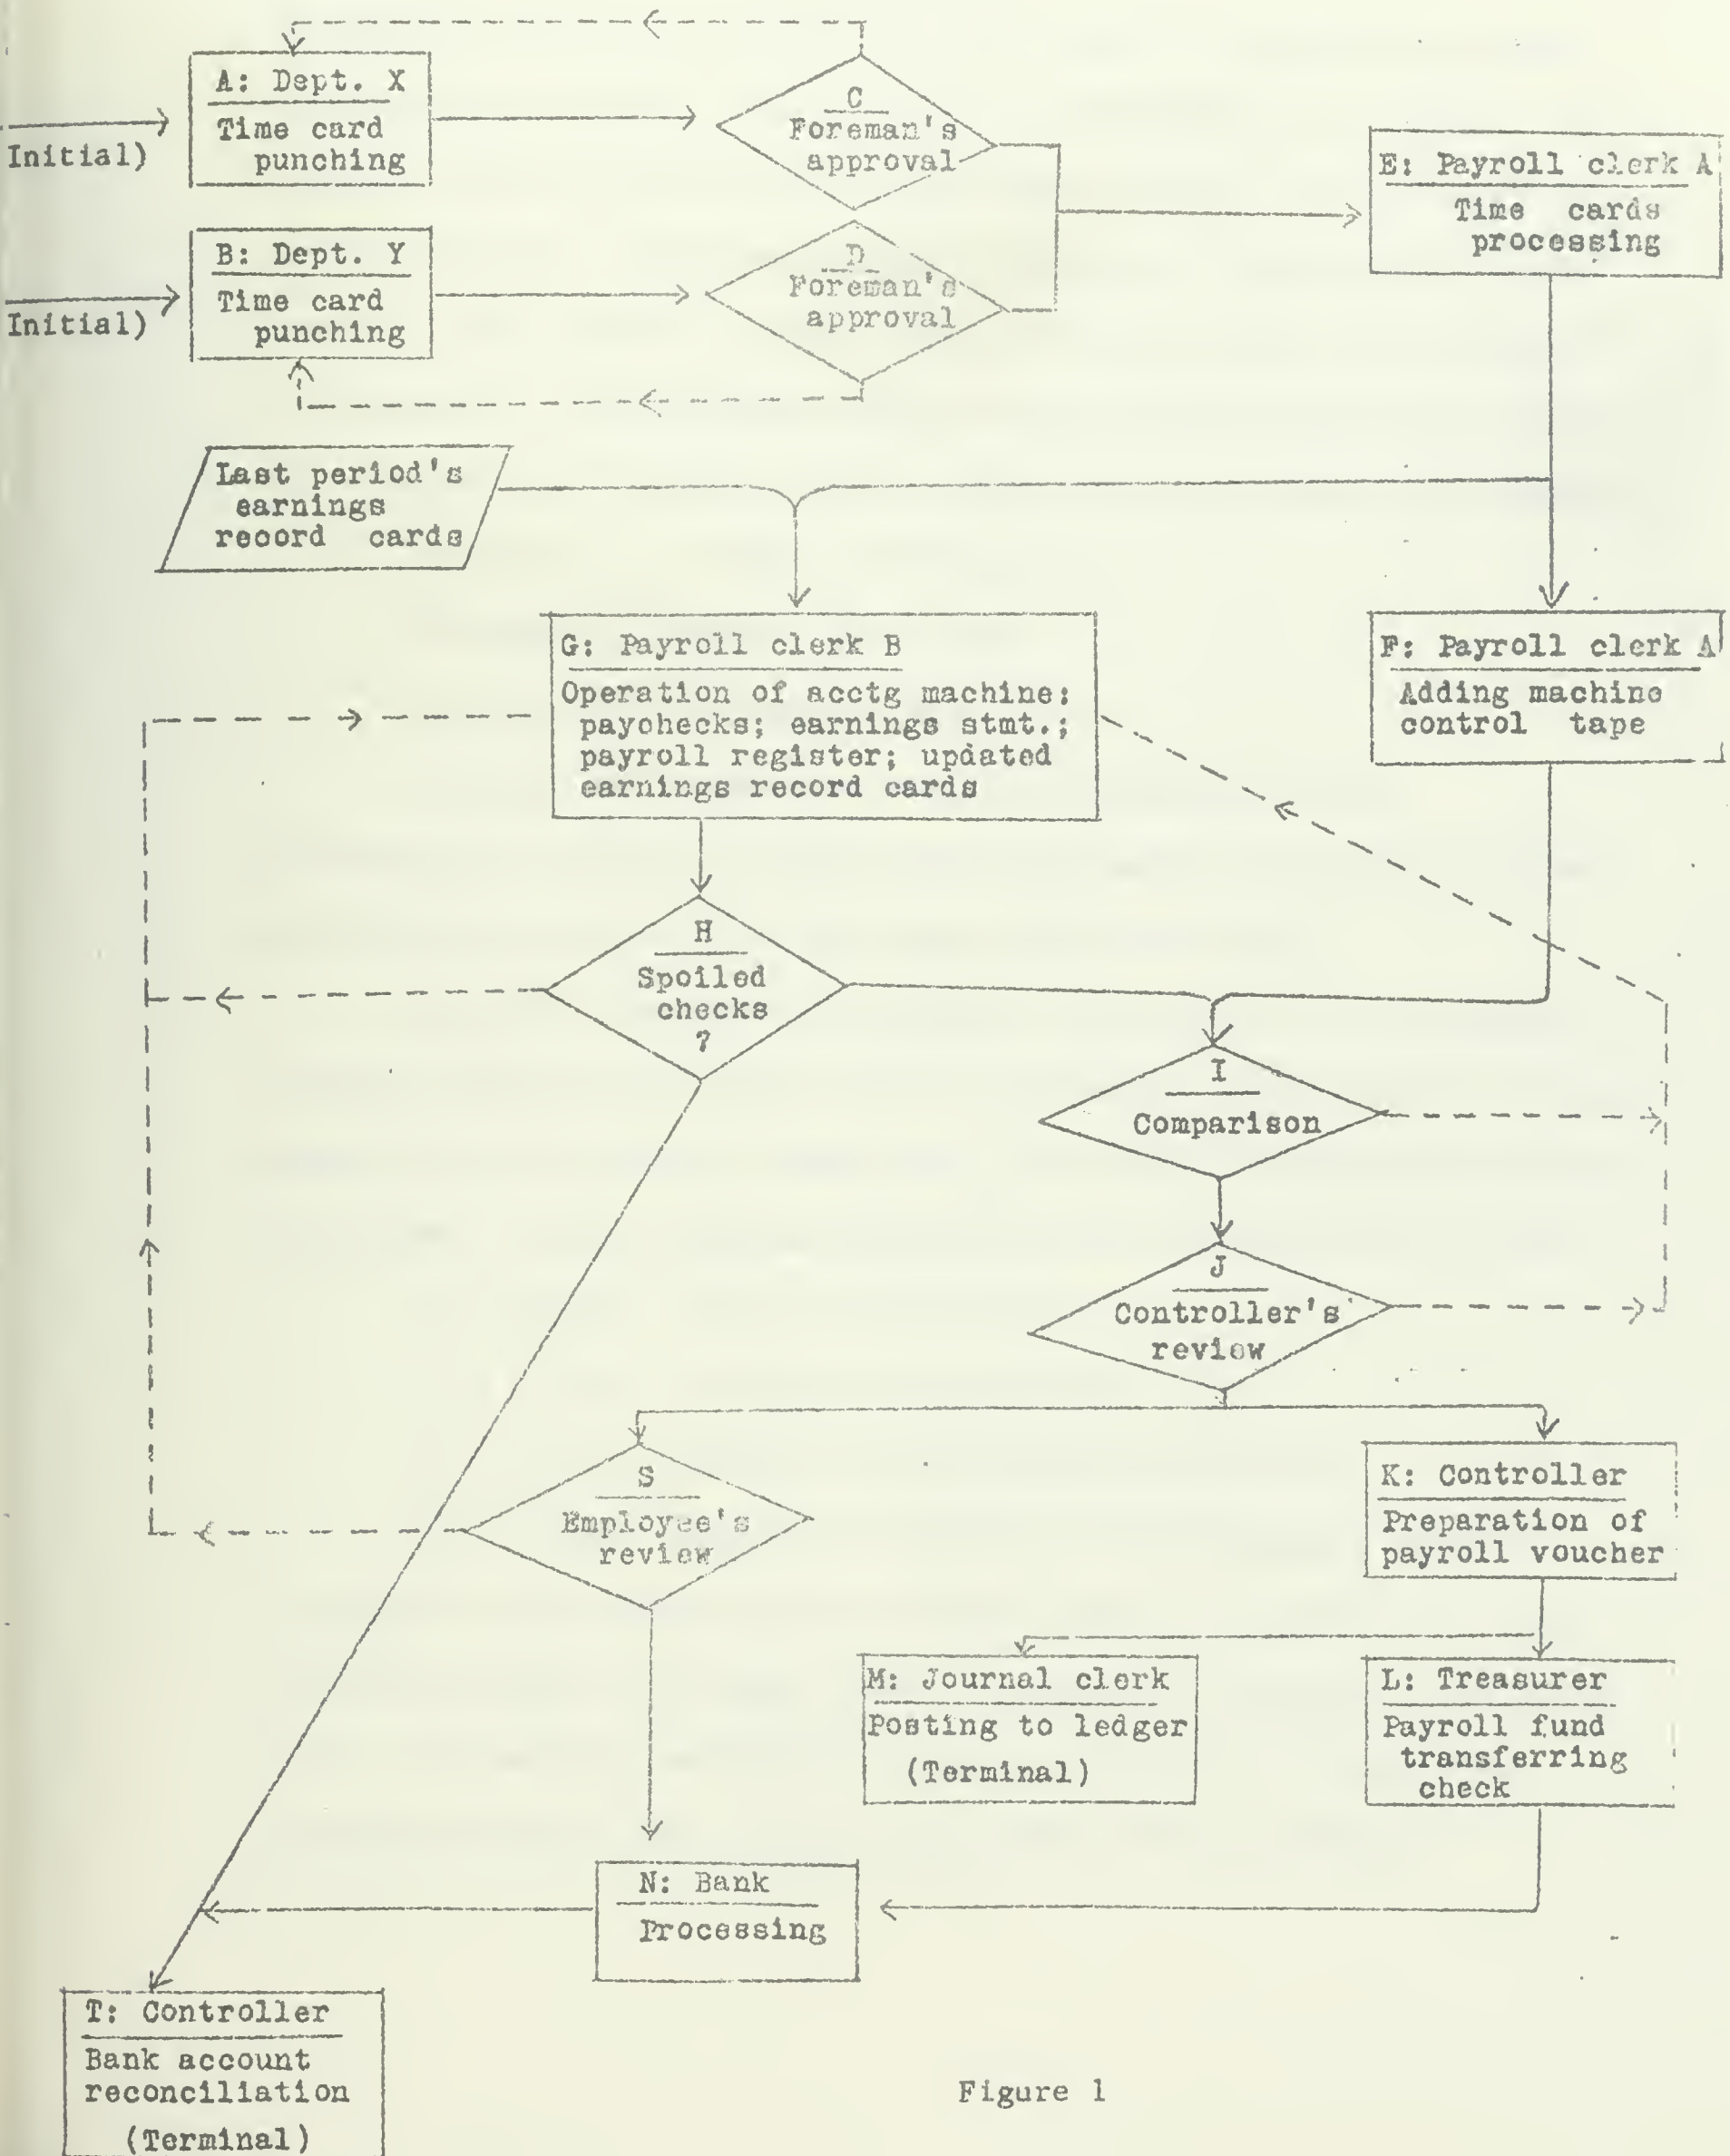 A: Dept. X
Time card
punching
C
Foreman's
approval
Initial)
E: Payroll clerk A
Time cards
processing
B: Dept. Y
Time card
punching
D
Foreman's
approval
Initial)
Last period's
earnings
record cards
G: Payroll clerk B
Operation of acctg machine:
paychecks; earnings stmt.;
payroll register; updated
earnings record cards
F: Payroll clerk A
Adding machine
control tape
H
Spoiled
checks
?
I
Comparison
J
Controller's
review
S
Employee's
review
K: Controller
Preparation of
payroll voucher
M: Journal clerk
Posting to ledger
(Terminal)
L: Treasurer
Payroll fund
transferring
check
N: Bank
Processing
T: Controller
Bank account
reconciliation
(Terminal)
Figure 1